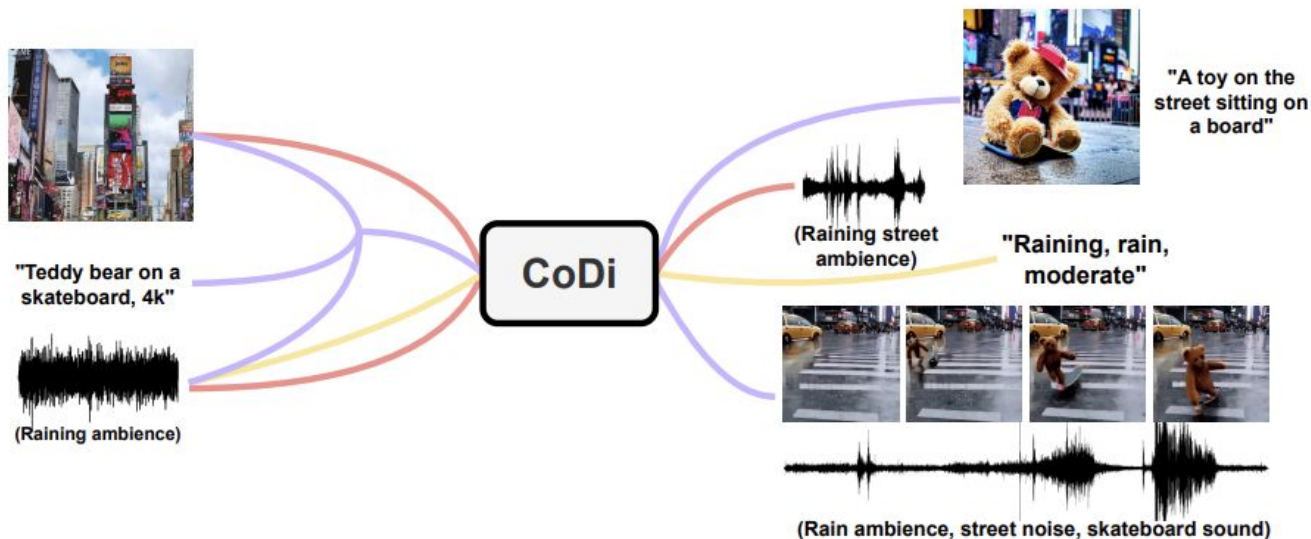 "Teddy bear on a
skateboard, 4k"
(Raining ambience)
CoDi
"A toy on the
street sitting on
a board"
(Raining street
ambience)
"Raining, rain,
moderate"
(Rain ambience, street noise, skateboard sound)